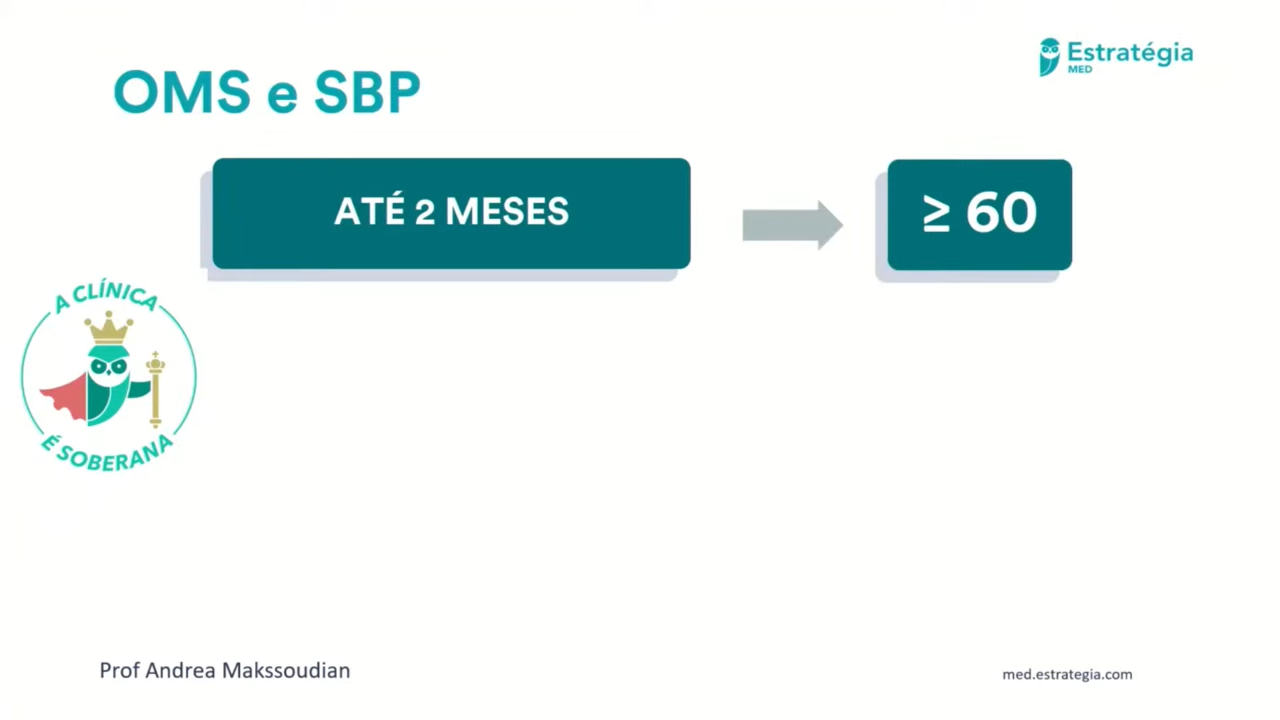 Estratégia
MED
OMS e SBP
ATÉ 2 MESES
≥ 60
A CLÍNICA
É SOBERANA
Prof Andrea Makssoudian
med.estrategia.com